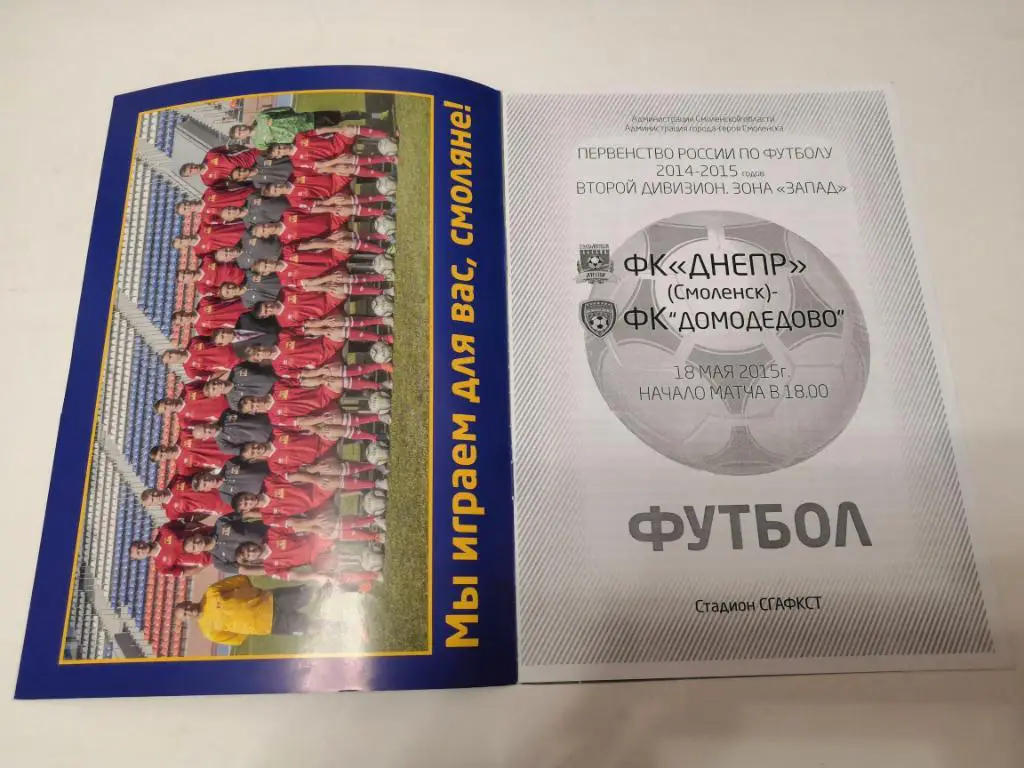 Мы играем для вас, смоляне!
Администрация Смоленской области
Администрация города-героя Смоленска
ПЕРВЕНСТВО РОССИИ ПО ФУТБОЛУ
2014-2015 годов
ВТОРОЙ ДИВИЗИОН. ЗОНА «ЗАПАД»
ФК«ДНЕПР»
(Смоленск)-
ФК"ДОМОДЕДОВО"
18 МАЯ 2015г.
НАЧАЛО МАТЧА В 18.00
ФУТБОЛ
Стадион СГАФКСТ